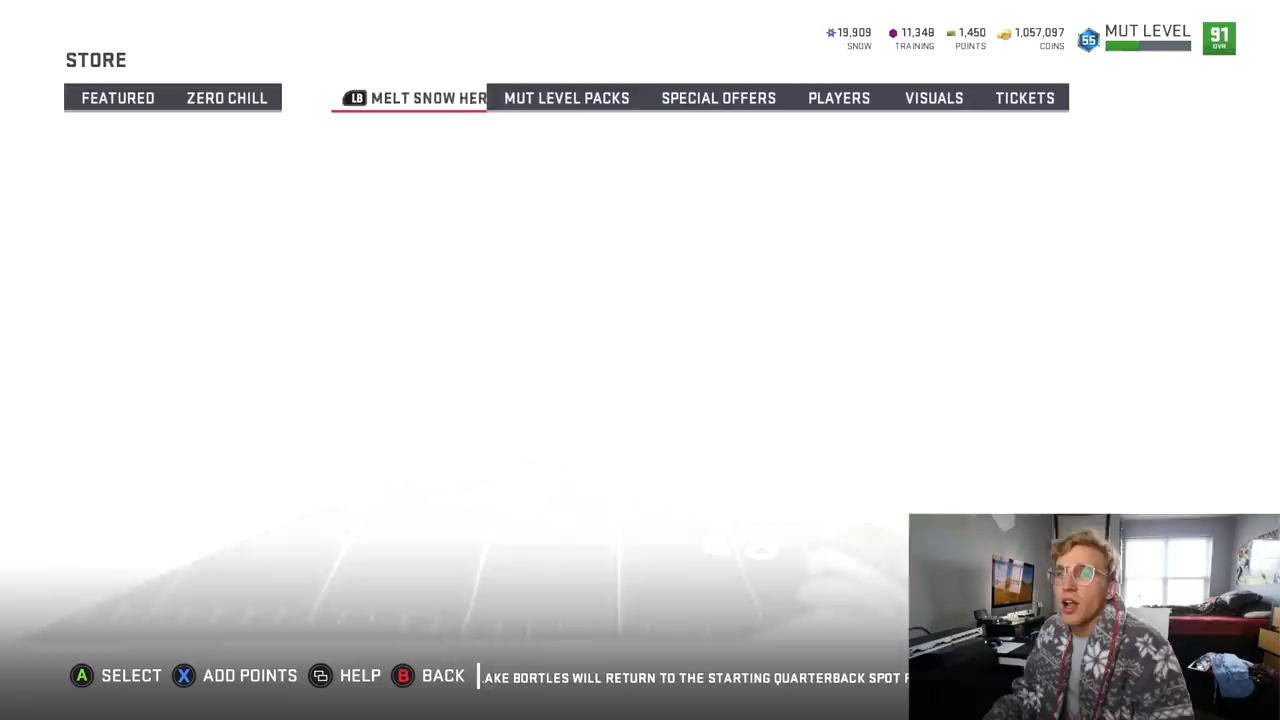 STORE
19,909 SNOW
11,348 TRAINING
1,450 POINTS
1,057,097 COINS
55 MUT LEVEL
91 OVR
FEATURED ZERO CHILL LB MELT SNOW HER MUT LEVEL PACKS SPECIAL OFFERS PLAYERS VISUALS TICKETS
A SELECT X ADD POINTS HELP B BACK AKE BORTLES WILL RETURN TO THE STARTING QUARTERBACK SPOT F